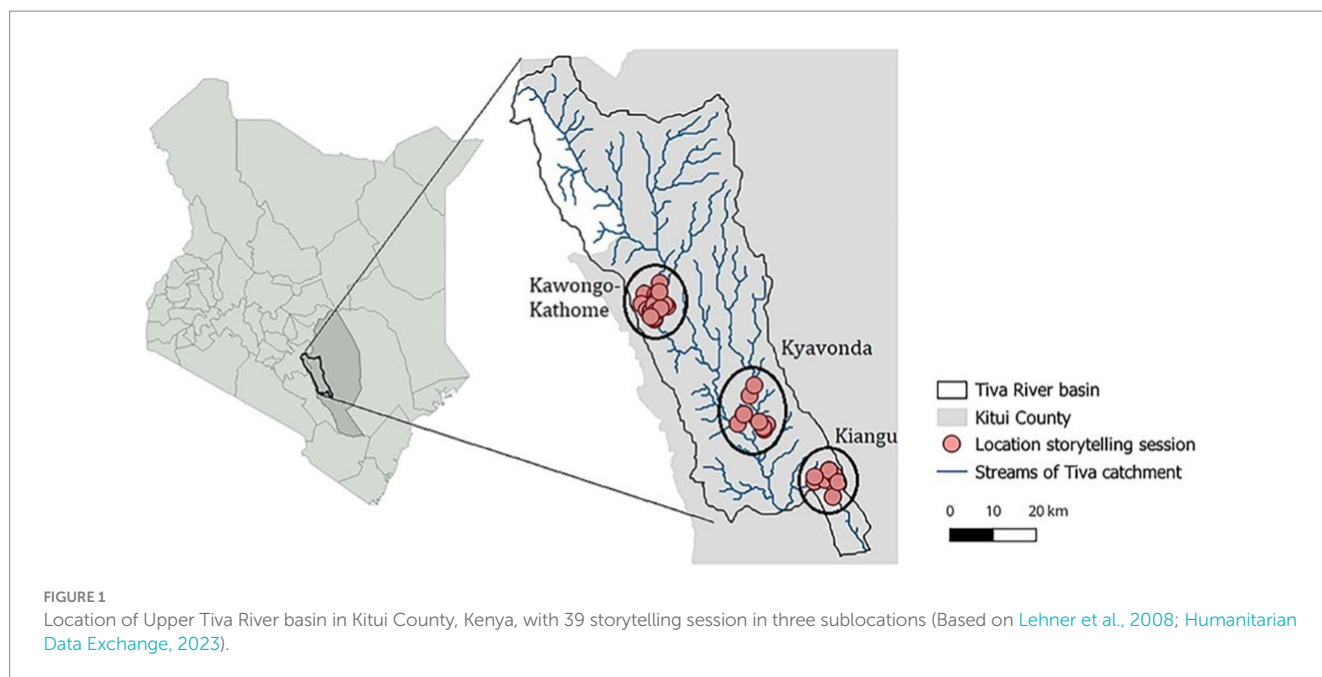 Kawongo-
Kathome
Kyavonda
Kiangu
Tiva River basin
Kitui County
Location storytelling session
Streams of Tiva catchment
0 10 20 km
FIGURE 1
Location of Upper Tiva River basin in Kitui County, Kenya, with 39 storytelling session in three sublocations (Based on Lehner et al., 2008; Humanitarian
Data Exchange, 2023).